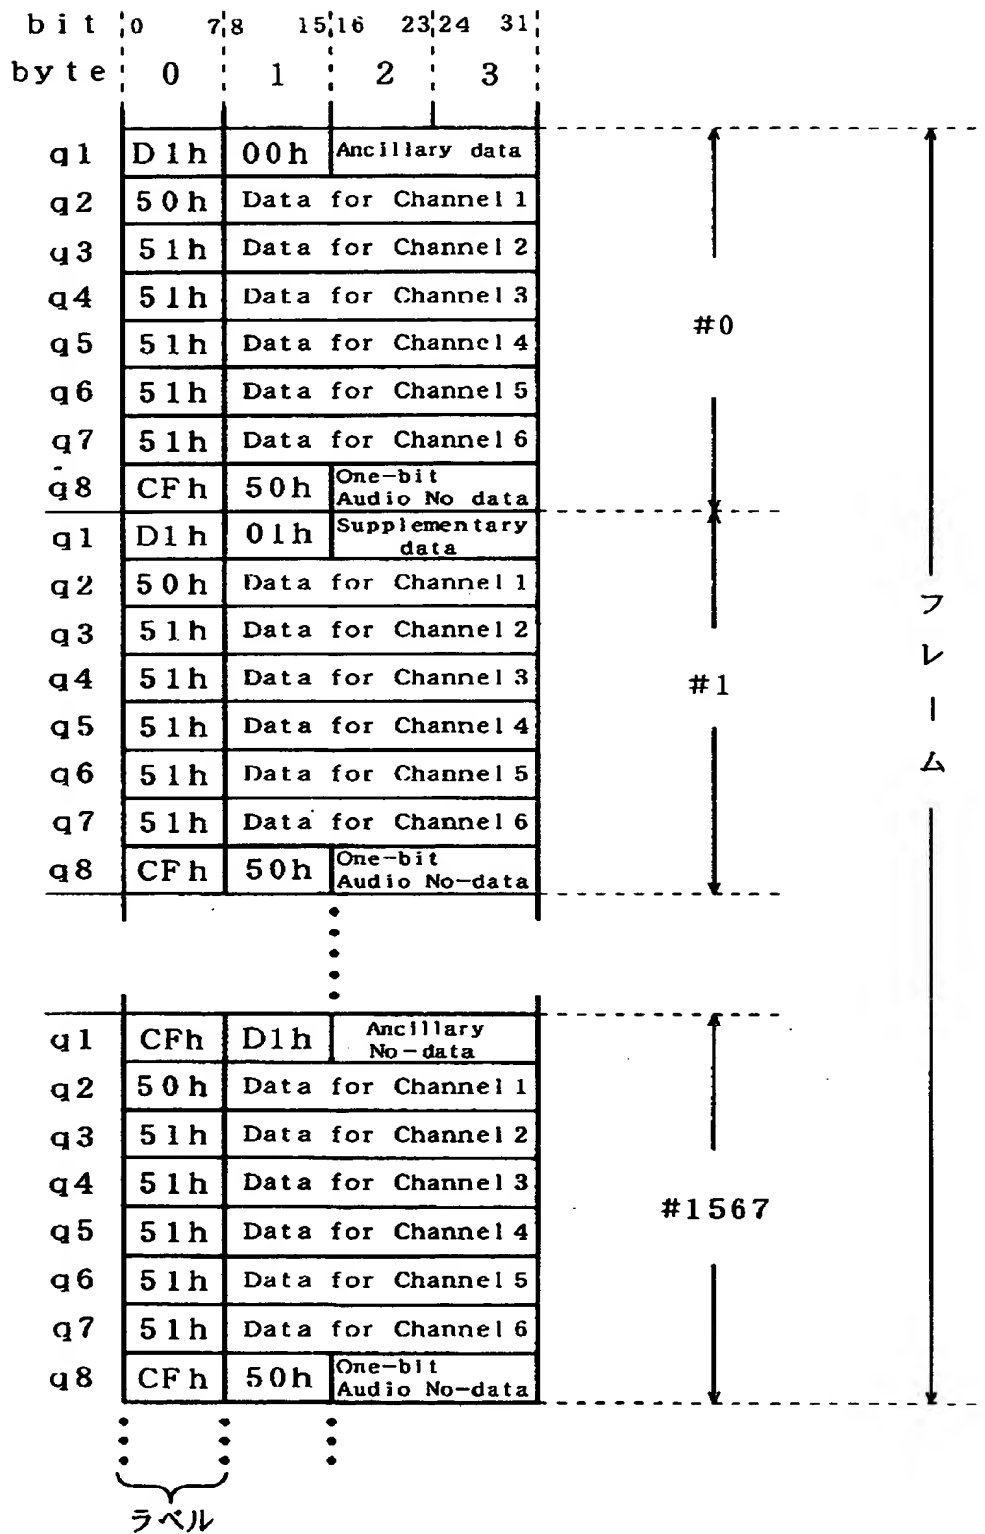 bit 0 7 8 15 16 23 24 31
byte 0 1 2 3
q1 D1h 00h Ancillary data
q2 50h Data for Channel 1
q3 51h Data for Channel 2
q4 51h Data for Channel 3
q5 51h Data for Channel 4
q6 51h Data for Channel 5
q7 51h Data for Channel 6
q8 CFh 50h One-bit
Audio No data
#0
q1 D1h 01h Supplementary
data
q2 50h Data for Channel 1
q3 51h Data for Channel 2
q4 51h Data for Channel 3
q5 51h Data for Channel 4
q6 51h Data for Channel 5
q7 51h Data for Channel 6
q8 CFh 50h One-bit
Audio No-data
#1
フレーム
q1 CFh D1h Ancillary
No-data
q2 50h Data for Channel 1
q3 51h Data for Channel 2
q4 51h Data for Channel 3
q5 51h Data for Channel 4
q6 51h Data for Channel 5
q7 51h Data for Channel 6
q8 CFh 50h One-bit
Audio No-data
#1567
ラベル